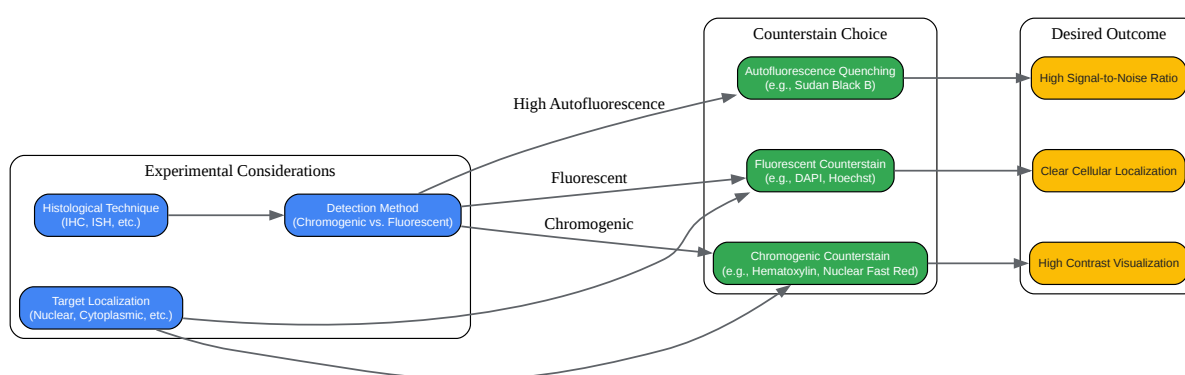 Counterstain Choice
Desired Outcome
Autofluorescence Quenching
(e.g., Sudan Black B)
High Signal-to-Noise Ratio
High Autofluorescence
Experimental Considerations
Fluorescent Counterstain
(e.g., DAPI, Hoechst)
Clear Cellular Localization
Fluorescent
Histological Technique
(IHC, ISH, etc.)
Detection Method
(Chromogenic vs. Fluorescent)
Chromogenic
Chromogenic Counterstain
(e.g., Hematoxylin, Nuclear Fast Red)
High Contrast Visualization
Target Localization
(Nuclear, Cytoplasmic, etc.)